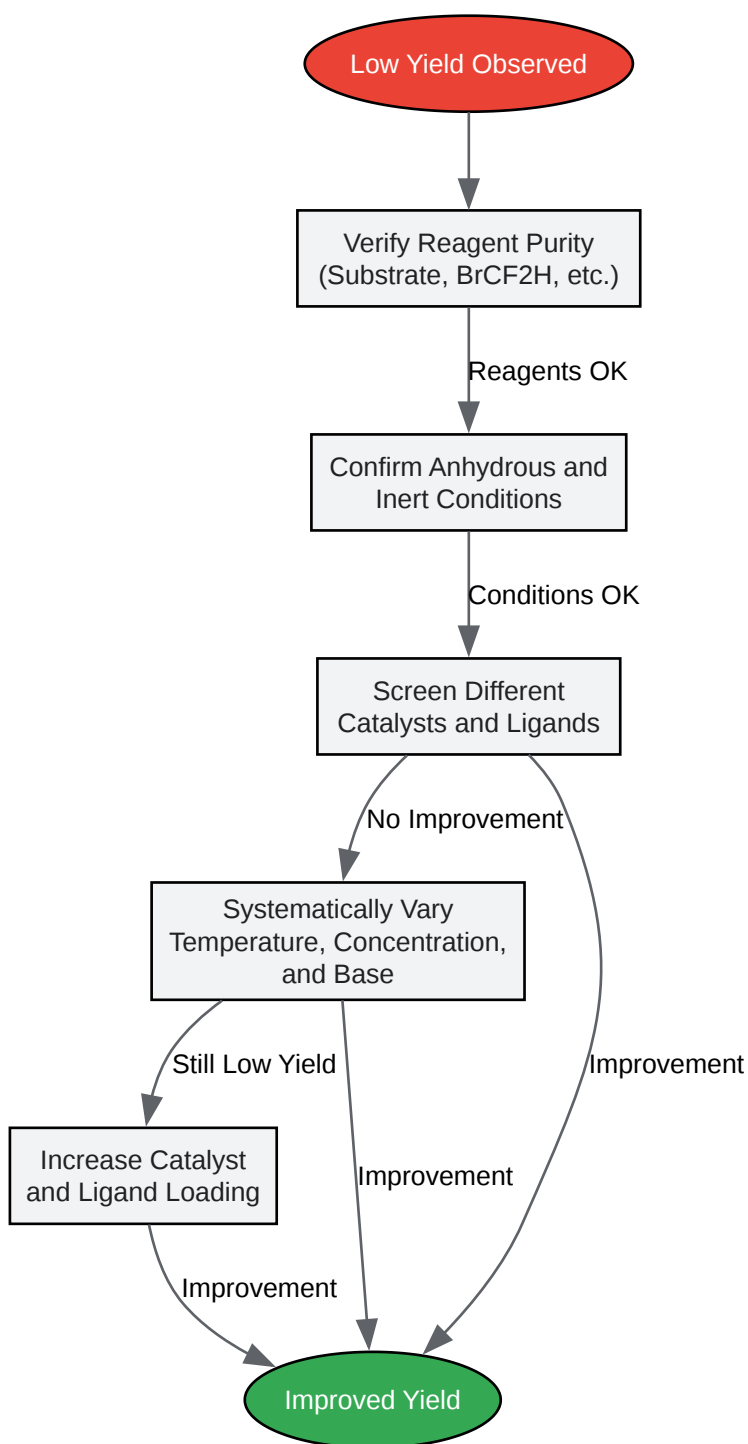 Low Yield Observed
Verify Reagent Purity
(Substrate, BrCF2H, etc.)
Reagents OK
Confirm Anhydrous and
Inert Conditions
Conditions OK
Screen Different
Catalysts and Ligands
No Improvement
Systematically Vary
Temperature, Concentration,
and Base
Still Low Yield
Improvement
Increase Catalyst
and Ligand Loading
Improvement
Improvement
Improved Yield